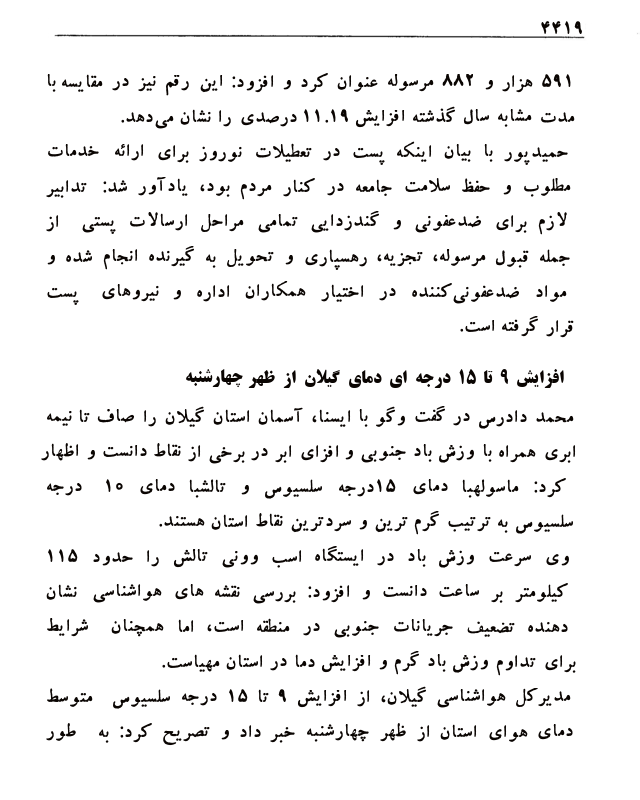 ۴۴۱۹
۵۹۱ هزار و ۸۸۲ مرسوله عنوان کرد و افزود: این رقم نیز در مقایسه با
مدت مشابه سال گذشته افزایش ۱۱.۱۹ درصدی را نشان می‌دهد.
حمیدپور با بیان اینکه پست در تعطیلات نوروز برای ارائه خدمات
مطلوب و حفظ سلامت جامعه در کنار مردم بود، یادآور شد: تدابیر
لازم برای ضدعفونی و گندزدایی تمامی مراحل ارسالات پستی از
جمله قبول مرسوله، تجزیه، رهسپاری و تحویل به گیرنده انجام شده و
مواد ضدعفونی‌کننده در اختیار همکاران اداره و نیروهای پست
قرار گرفته است.
افزایش ۹ تا ۱۵ درجه ای دمای گیلان از ظهر چهارشنبه
محمد دادرس در گفت وگو با ایسنا، آسمان استان گیلان را صاف تا نیمه
ابری همراه با وزش باد جنوبی و افزای ابر در برخی از نقاط دانست و اظهار
کرد: ماسولهبا دمای ۱۵درجه سلسیوس و تالشبا دمای ۱۰ درجه
سلسیوس به ترتیب گرم ترین و سردترین نقاط استان هستند.
وی سرعت وزش باد در ایستگاه اسب وونی تالش را حدود ۱۱۵
کیلومتر بر ساعت دانست و افزود: بررسی نقشه های هواشناسی نشان
دهنده تضعیف جریانات جنوبی در منطقه است، اما همچنان شرایط
برای تداوم وزش باد گرم و افزایش دما در استان مهیاست.
مدیرکل هواشناسی گیلان، از افزایش ۹ تا ۱۵ درجه سلسیوس متوسط
دمای هوای استان از ظهر چهارشنبه خبر داد و تصریح کرد: به طور